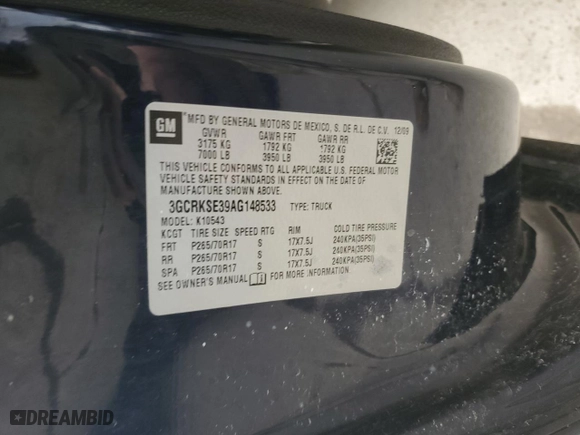 GM
MFD BY GENERAL MOTORS DE MEXICO, S. DE R.L. DE C.V. 12/09
GVWR GAWR FRT GAWR RR
3175 KG 1792 KG 1792 KG
7000 LB 3950 LB 3950 LB
THIS VEHICLE CONFORMS TO ALL APPLICABLE U.S. FEDERAL MOTOR
VEHICLE SAFETY STANDARDS IN EFFECT ON THE DATE OF
MANUFACTURE SHOWN ABOVE.
3GCRKSE39AG148533 TYPE: TRUCK
MODEL: K10543
KCGT TIRE SIZE SPEED RTG RIM COLD TIRE PRESSURE
FRT P265/70R17 S 17X7.5J 240KPA(35PSI)
RR P265/70R17 S 17X7.5J 240KPA(35PSI)
SPA P265/70R17 S 17X7.5J 240KPA(35PSI)
SEE OWNER'S MANUAL FOR MORE INFORMATION
DREAMBID